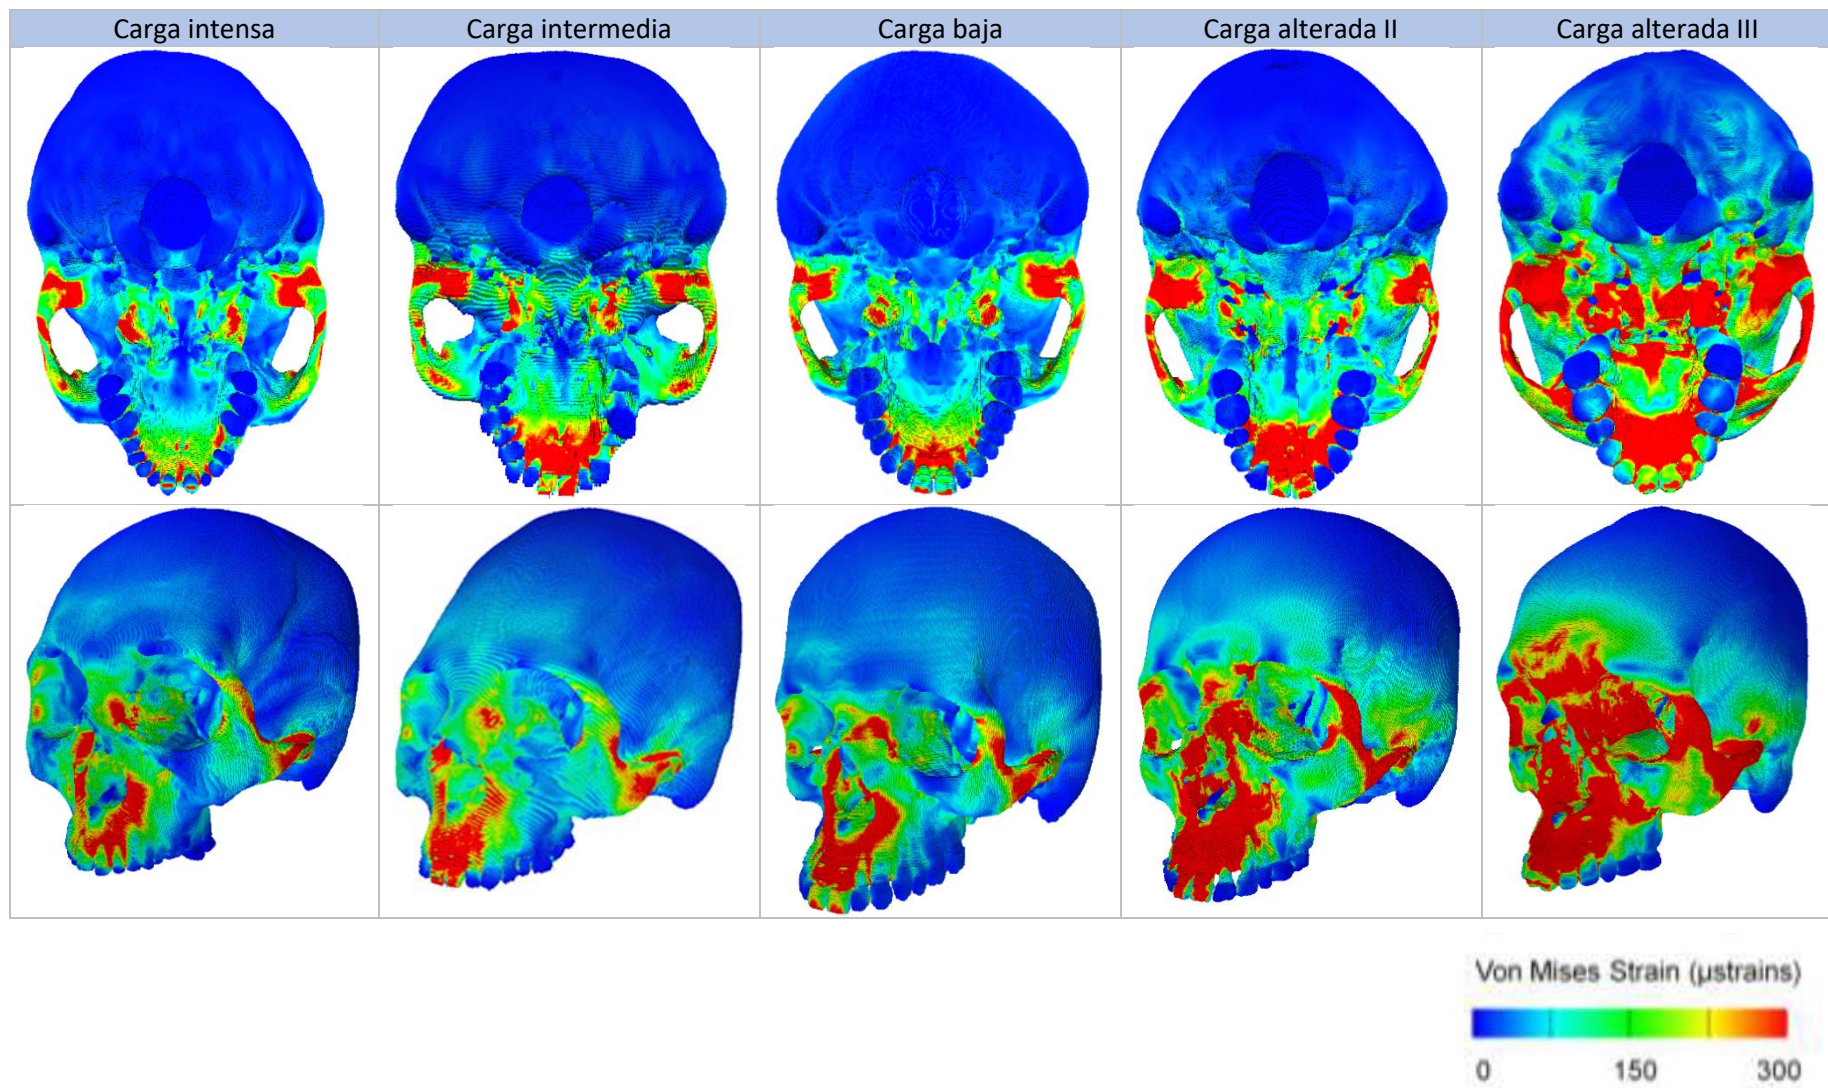 Carga intensa
Carga intermedia
Carga baja
Carga alterada II
Carga alterada III
Von Mises Strain (µstrains)
0 150 300